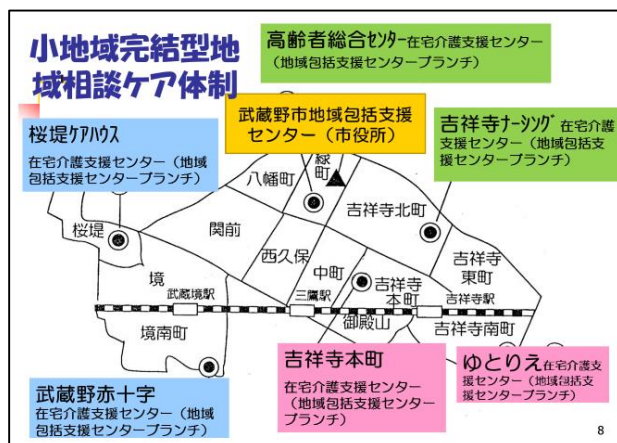 小地域完結型地
域相談ケア体制
高齢者総合センター在宅介護支援センター
（地域包括支援センターブランチ）
武蔵野市地域包括支援
センター（市役所）
桜堤ケアハウス
在宅介護支援センター（地域
包括支援センターブランチ）
吉祥寺ナーシング在宅介護
支援センター（地域包括支
援センターブランチ）
緑
町
八幡町
吉祥寺北町
関前
桜堤
西久保
吉祥寺
東町
中町
吉祥寺
本町
境
武蔵境駅
三鷹駅
吉祥寺駅
御殿山
吉祥寺南町
境南町
武蔵野赤十字
在宅介護支援センター（地域
包括支援センターブランチ）
吉祥寺本町
在宅介護支援センター
（地域包括支援センター
ブランチ）
ゆとりえ在宅介護支
援センター（地域包括支
援センターブランチ）
8